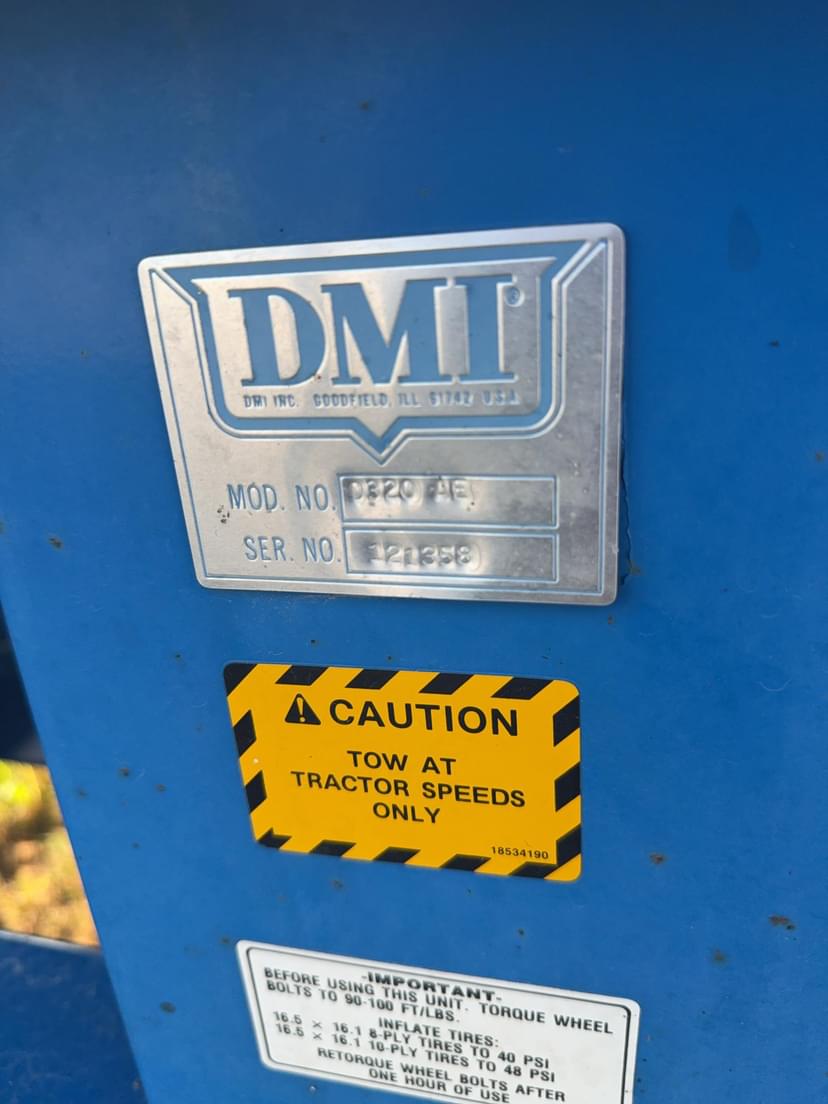 DMI®
DMI INC. GOODFIELD, ILL 61742 U.S.A.
MOD. NO. D320 AE
SER. NO. 121358
⚠ CAUTION
TOW AT
TRACTOR SPEEDS
ONLY
18534190
-IMPORTANT-
BEFORE USING THIS UNIT. TORQUE WHEEL
BOLTS TO 90-100 FT/LBS.
INFLATE TIRES:
16.5 × 16.1 8-PLY TIRES TO 40 PSI
16.5 × 16.1 10-PLY TIRES TO 48 PSI
RETORQUE WHEEL BOLTS AFTER
ONE HOUR OF USE